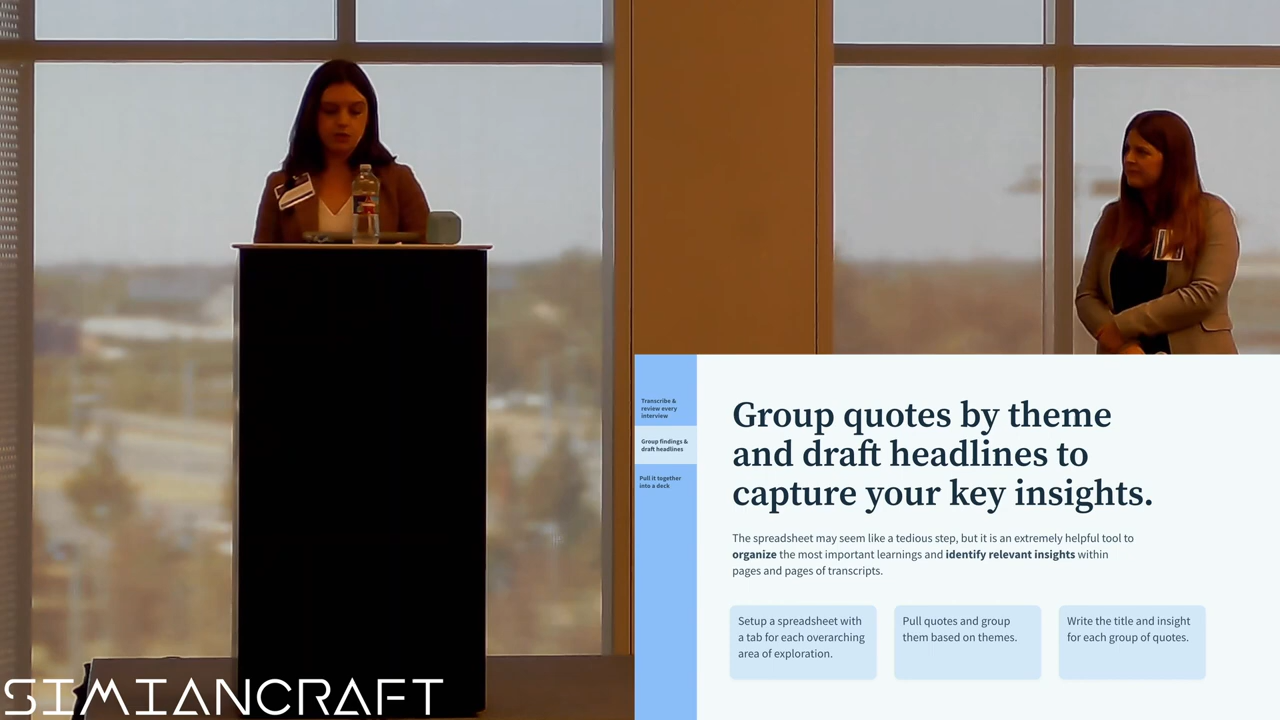 Transcribe &
review every
interview
Group findings &
draft headlines
Pull it together
into a deck
Group quotes by theme
and draft headlines to
capture your key insights.
The spreadsheet may seem like a tedious step, but it is an extremely helpful tool to
organize the most important learnings and identify relevant insights within
pages and pages of transcripts.
Setup a spreadsheet with
a tab for each overarching
area of exploration.
Pull quotes and group
them based on themes.
Write the title and insight
for each group of quotes.
SIMIANCRAFT